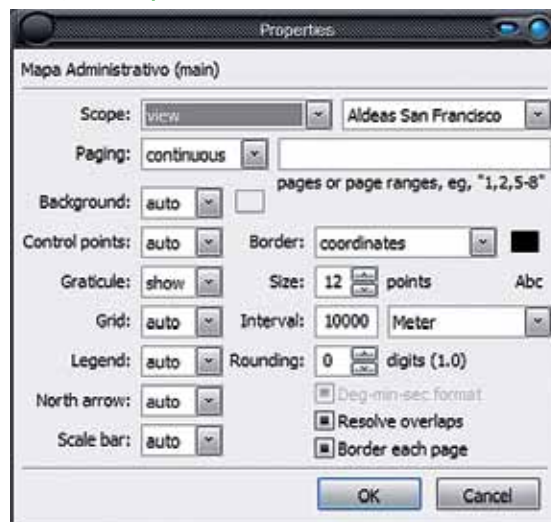 Properties
Mapa Administrativo (main)
Scope: view Aldeas San Francisco
Paging: continuous
pages or page ranges, eg, "1,2,5-8"
Background: auto
Control points: auto Border: coordinates
Graticule: show Size: 12 points Abc
Grid: auto Interval: 10000 Meter
Legend: auto Rounding: 0 digits (1.0)
North arrow: auto Deg-min-sec format
Scale bar: auto Resolve overlaps
Border each page
OK Cancel